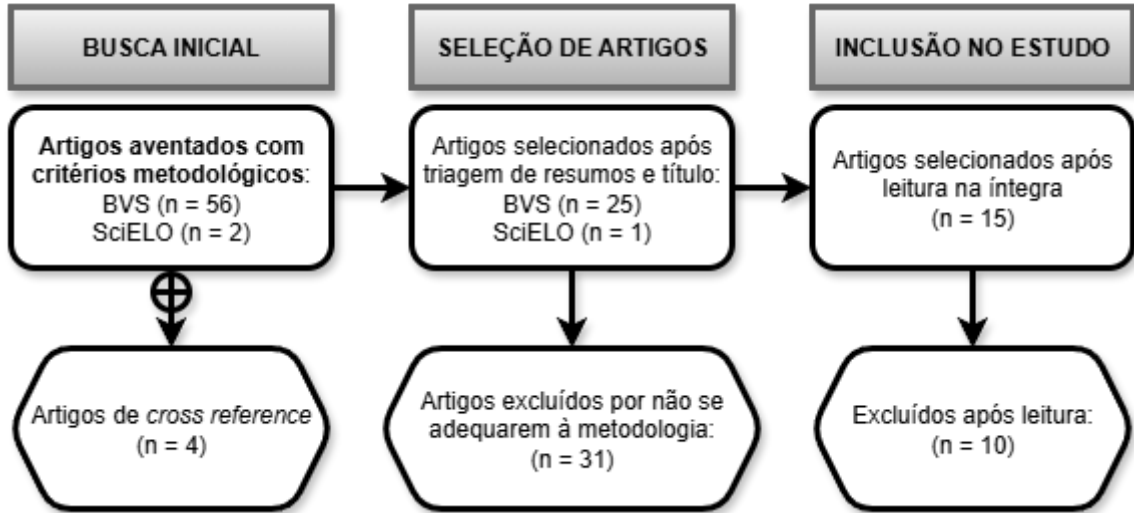 BUSCA INICIAL
Artigos aventados com
critérios metodológicos:
BVS (n = 56)
SciELO (n = 2)
Artigos de cross reference
(n = 4)
SELEÇÃO DE ARTIGOS
Artigos selecionados após
triagem de resumos e título:
BVS (n = 25)
SciELO (n = 1)
Artigos excluídos por não se
adequarem à metodologia:
(n = 31)
INCLUSÃO NO ESTUDO
Artigos selecionados após
leitura na íntegra
(n = 15)
Excluídos após leitura:
(n = 10)